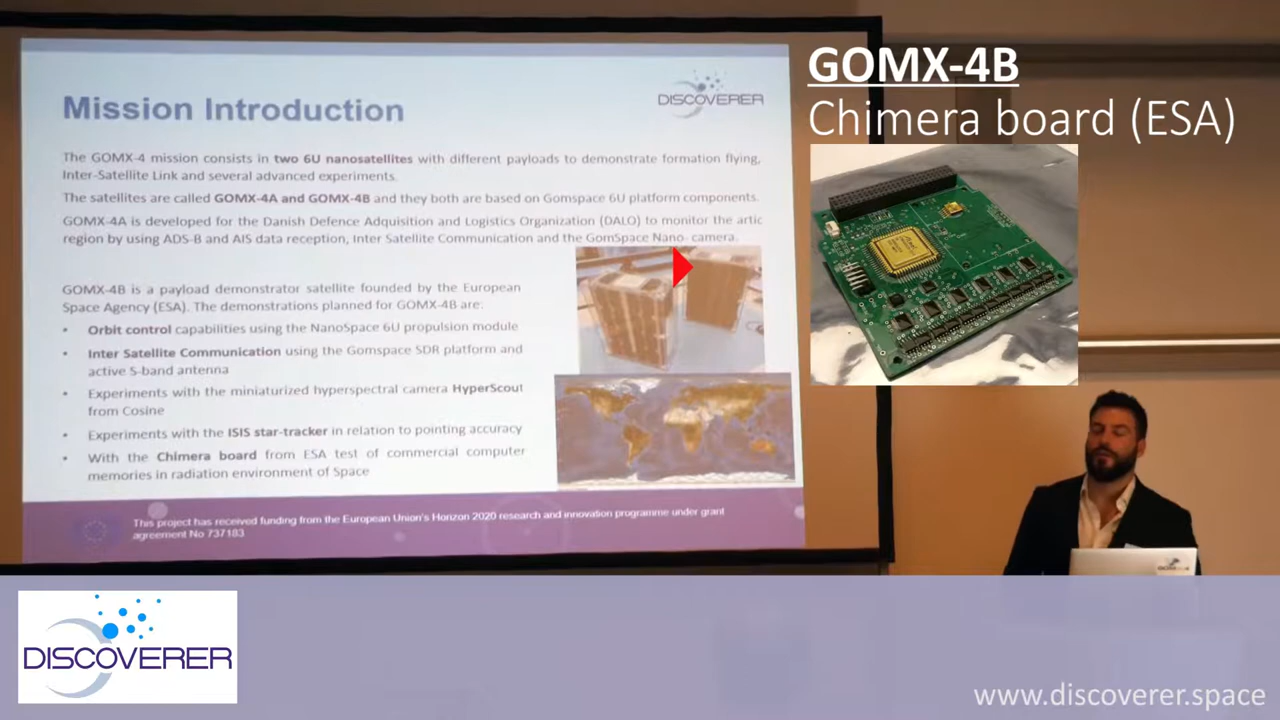 Mission Introduction
DISCOVERER
The GOMX-4 mission consists in two 6U nanosatellites with different payloads to demonstrate formation flying,
Inter-Satellite Link and several advanced experiments.
The satellites are called GOMX-4A and GOMX-4B and they both are based on Gomspace 6U platform components.
GOMX-4A is developed for the Danish Defence Adquisition and Logistics Organization (DALO) to monitor the artic
region by using ADS-B and AIS data reception, Inter Satellite Communication and the GomSpace Nano- camera.
GOMX-4B is a payload demonstrator satellite founded by the European
Space Agency (ESA). The demonstrations planned for GOMX-4B are:
• Orbit control capabilities using the NanoSpace 6U propulsion module
• Inter Satellite Communication using the Gomspace SDR platform and
active S-band antenna
• Experiments with the miniaturized hyperspectral camera HyperScout
from Cosine
• Experiments with the ISIS star-tracker in relation to pointing accuracy
• With the Chimera board from ESA test of commercial computer
memories in radiation environment of Space
This project has received funding from the European Union's Horizon 2020 research and innovation programme under grant
agreement No 737183
GOMX-4B
Chimera board (ESA)
DISCOVERER
www.discoverer.space